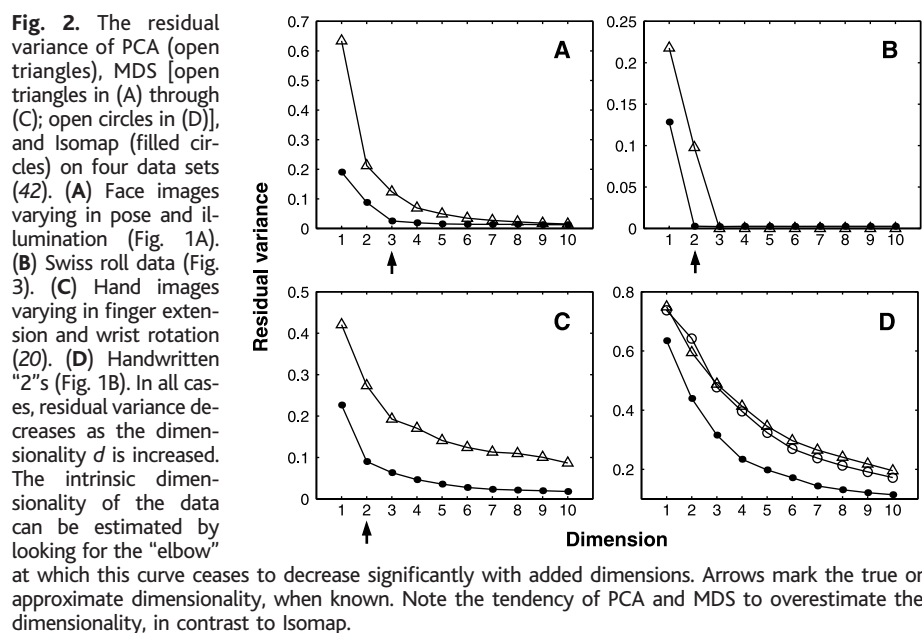 Fig. 2. The residual
variance of PCA (open
triangles), MDS [open
triangles in (A) through
(C); open circles in (D)],
and Isomap (filled cir-
cles) on four data sets
(42). (A) Face images
varying in pose and il-
lumination (Fig. 1A).
(B) Swiss roll data (Fig.
3). (C) Hand images
varying in finger exten-
sion and wrist rotation
(20). (D) Handwritten
"2"s (Fig. 1B). In all cas-
es, residual variance de-
creases as the dimen-
sionality d is increased.
The intrinsic dimen-
sionality of the data
can be estimated by
looking for the "elbow"
at which this curve ceases to decrease significantly with added dimensions. Arrows mark the true or
approximate dimensionality, when known. Note the tendency of PCA and MDS to overestimate the
dimensionality, in contrast to Isomap.
Residual variance
A
0.7
0.6
0.5
0.4
0.3
0.2
0.1
0
1 2 3 4 5 6 7 8 9 10
B
0.25
0.2
0.15
0.1
0.05
0
1 2 3 4 5 6 7 8 9 10
C
0.5
0.4
0.3
0.2
0.1
0
1 2 3 4 5 6 7 8 9 10
D
0.8
0.6
0.4
0.2
1 2 3 4 5 6 7 8 9 10
Dimension